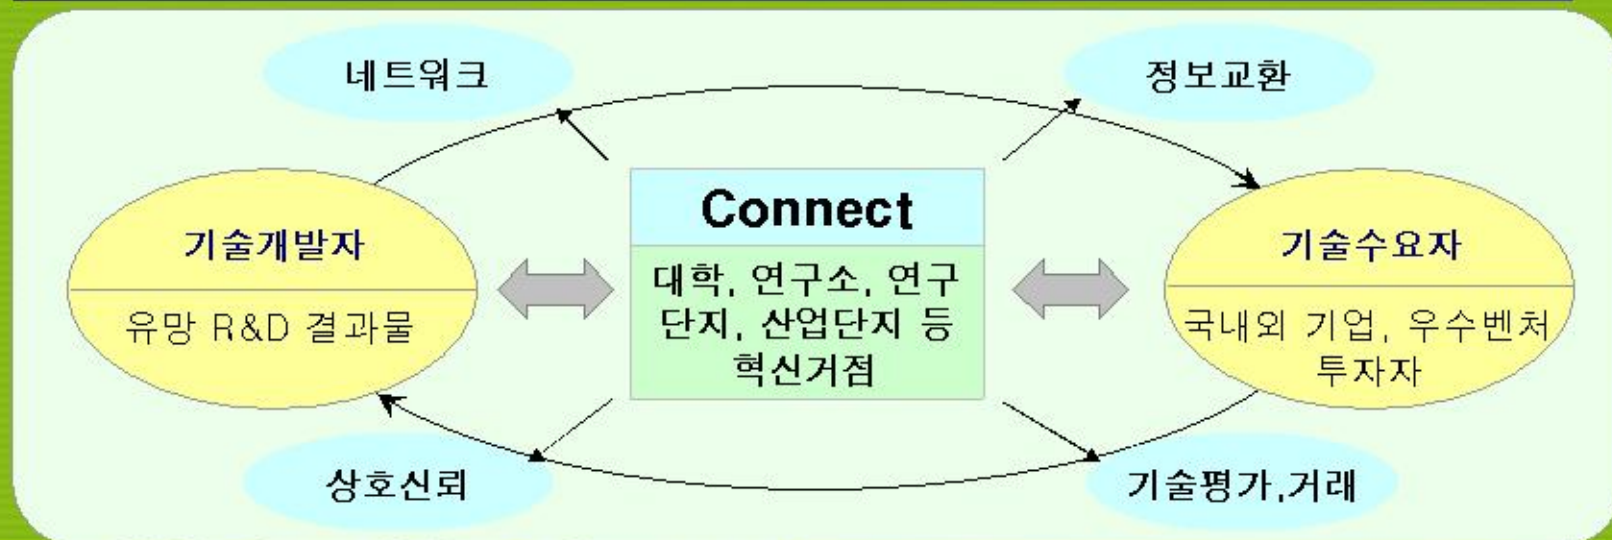 네트워크
정보교환
Connect
기술개발자
유망 R&D 결과물
대학, 연구소, 연구
단지, 산업단지 등
혁신거점
기술수요자
국내외 기업, 우수벤처
투자자
상호신뢰
기술평가,거래